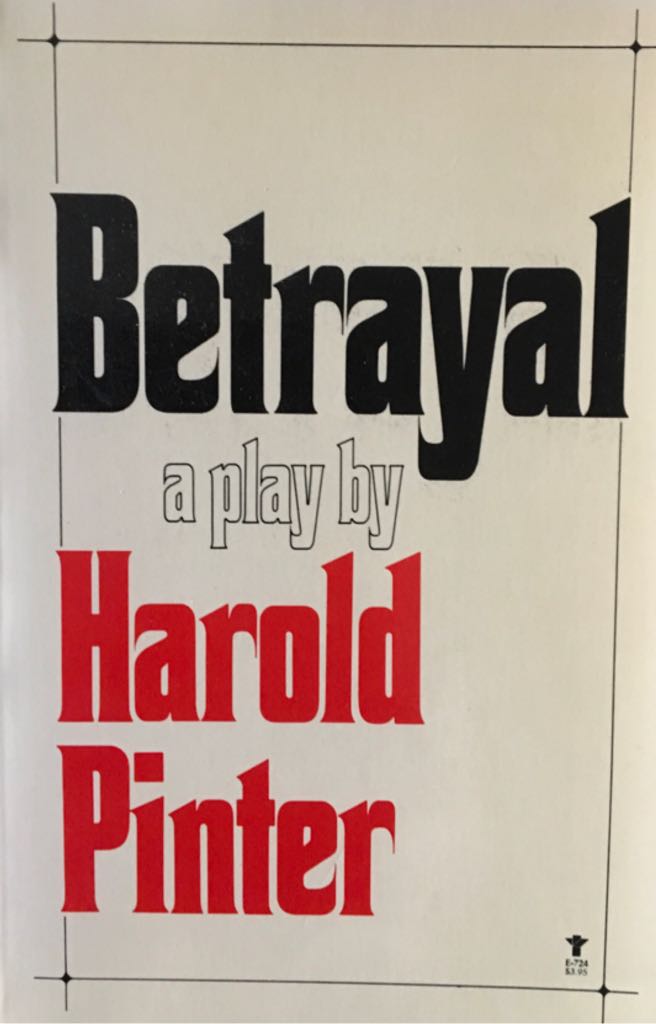 Betrayal
a play by
Harold
Pinter
E-724
$3.95